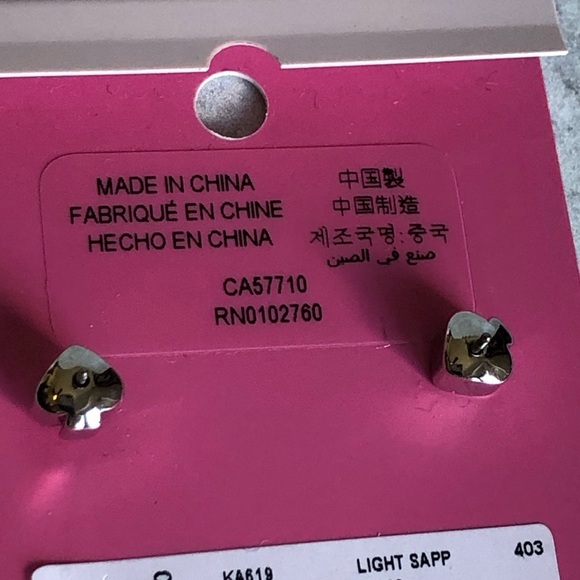 MADE IN CHINA
FABRIQUÉ EN CHINE
HECHO EN CHINA
中国製
中国制造
제조국명:중국
صنع في الصين
CA57710
RN0102760
KA619
LIGHT SAPP
403